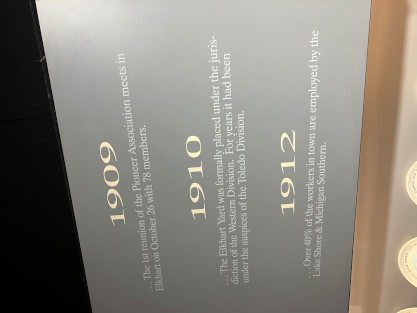 1909
... The 1st reunion of the Pioneer Association meets in
Elkhart on October 26 with 78 members.
1910
... The Elkhart Yard was formally placed under the juris-
diction of the Western Division. For years it had been
under the auspices of the Toledo Division.
1912
... Over 40% of the workers in town are employed by the
Lake Shore & Michigan Southern.